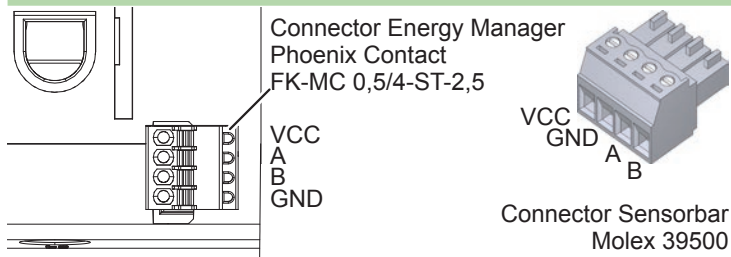 Connector Energy Manager
Phoenix Contact
FK-MC 0,5/4-ST-2,5
VCC
A
B
GND
VCC
GND
A
B
Connector Sensorbar
Molex 39500